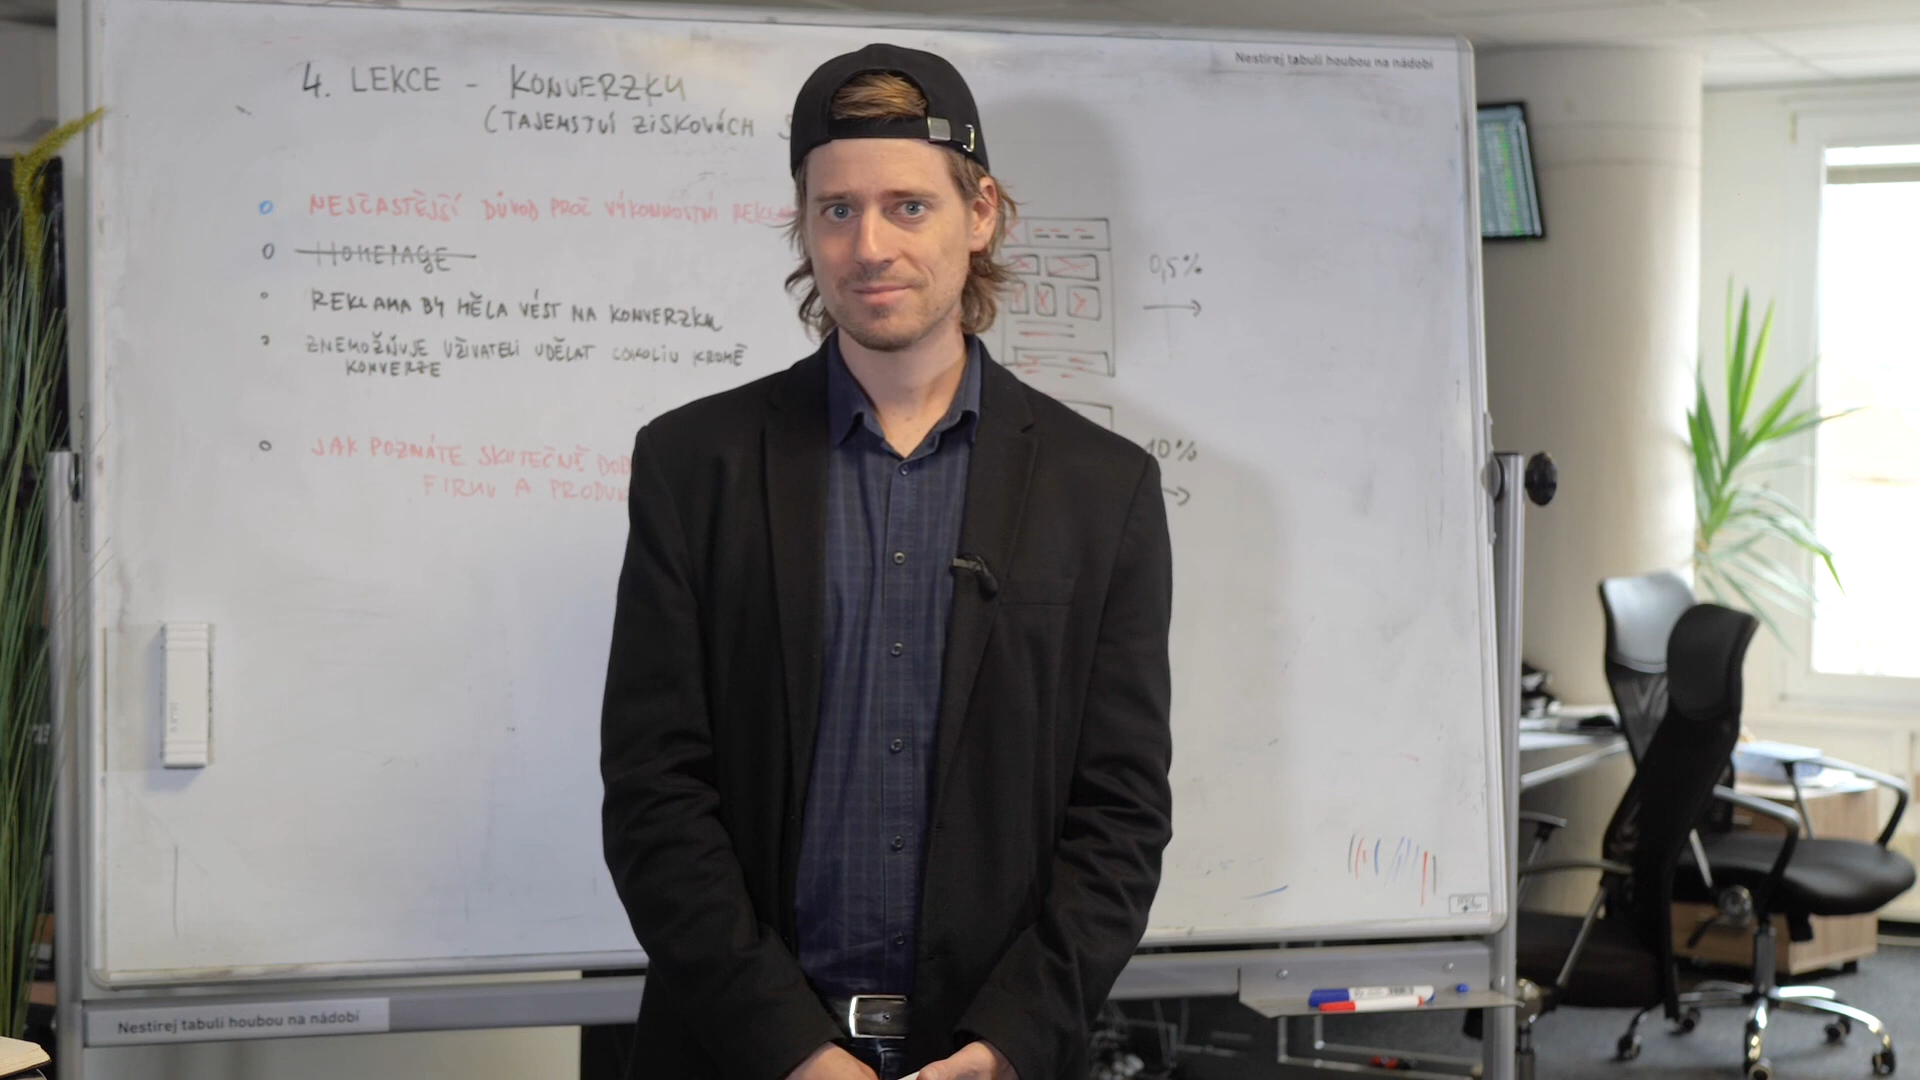 Nestírej tabuli houbou na nádobí
4. LEKCE - KONVERZKY
(TAJEMSTVÍ ZISKOVÁCH S
NEJČASTĚJŠÍ DŮVOD PROČ VÝKONNOSTNÍ REKLAM
HOMEPAGE
0,5%
REKLAMA BY MĚLA VÉST NA KONVERZKU
ZNEMOŽŇUJE UŽIVATELI UDĚLAT COKOLIV KROMĚ
KONVERZE
JAK POZNÁTE SKUTEČNĚ DOB
10%
FIRMU A PRODUK
Nestírej tabuli houbou na nádobí